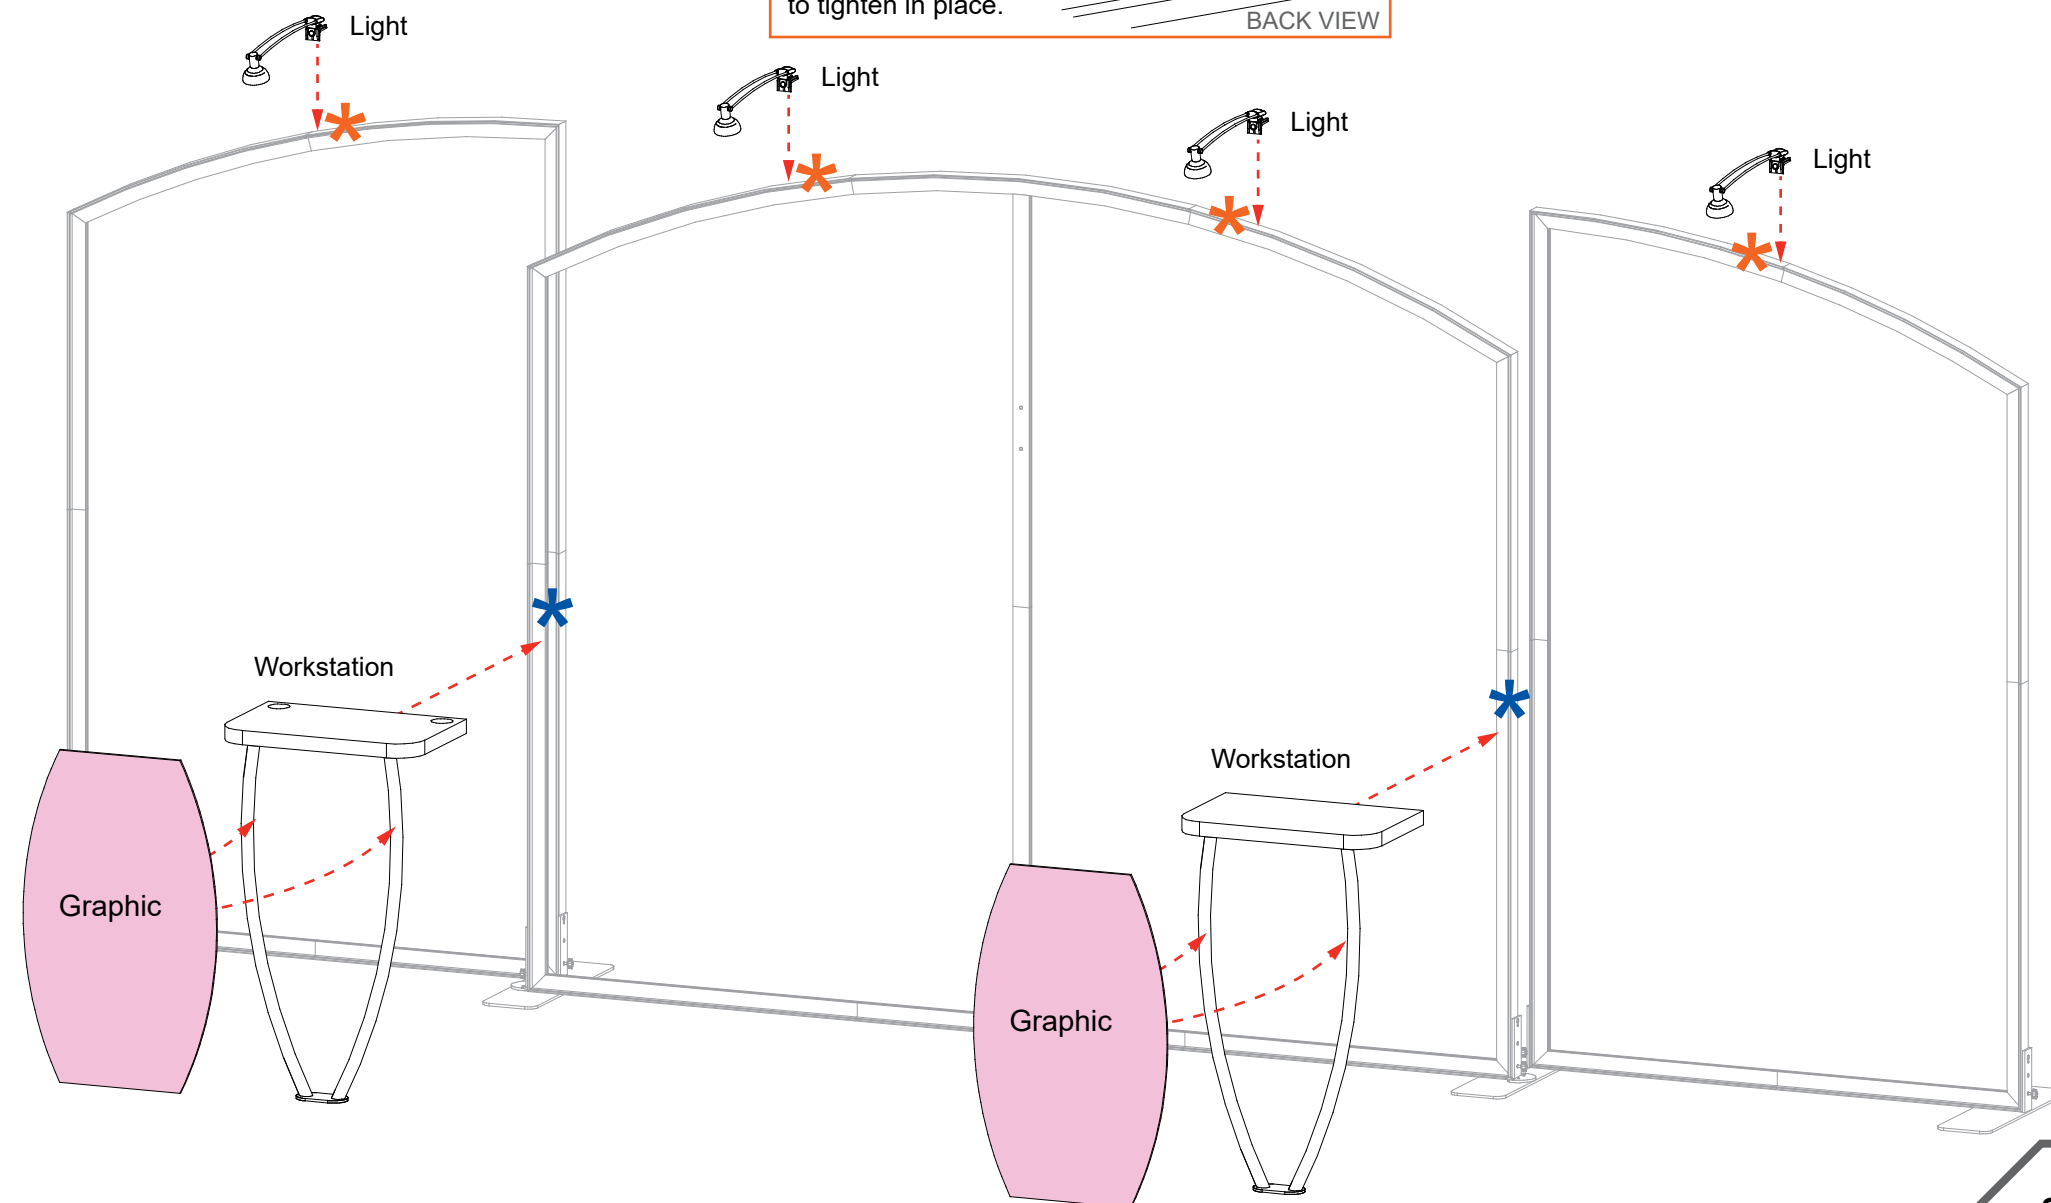 to tighten in place.
BACK VIEW
Light
Light
Light
Light
Workstation
Workstation
Graphic
Graphic